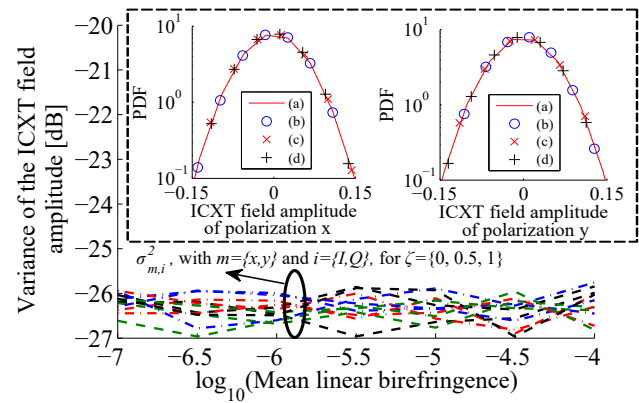 Variance of the ICXT field
amplitude [dB]
−20
−21
−22
−23
−24
−25
−26
−27
−7
−6.5
−6
−5.5
−5
−4.5
−4
log10(Mean linear birefringence)
PDF
10^1
10^0
10^-1
−0.15
0
0.15
(a)
(b)
(c)
(d)
ICXT field amplitude
of polarization x
PDF
10^1
10^0
10^-1
−0.15
0
0.15
(a)
(b)
(c)
(d)
ICXT field amplitude
of polarization y
σ²m,i , with m={x,y} and i={I,Q}, for ζ={0, 0.5, 1}